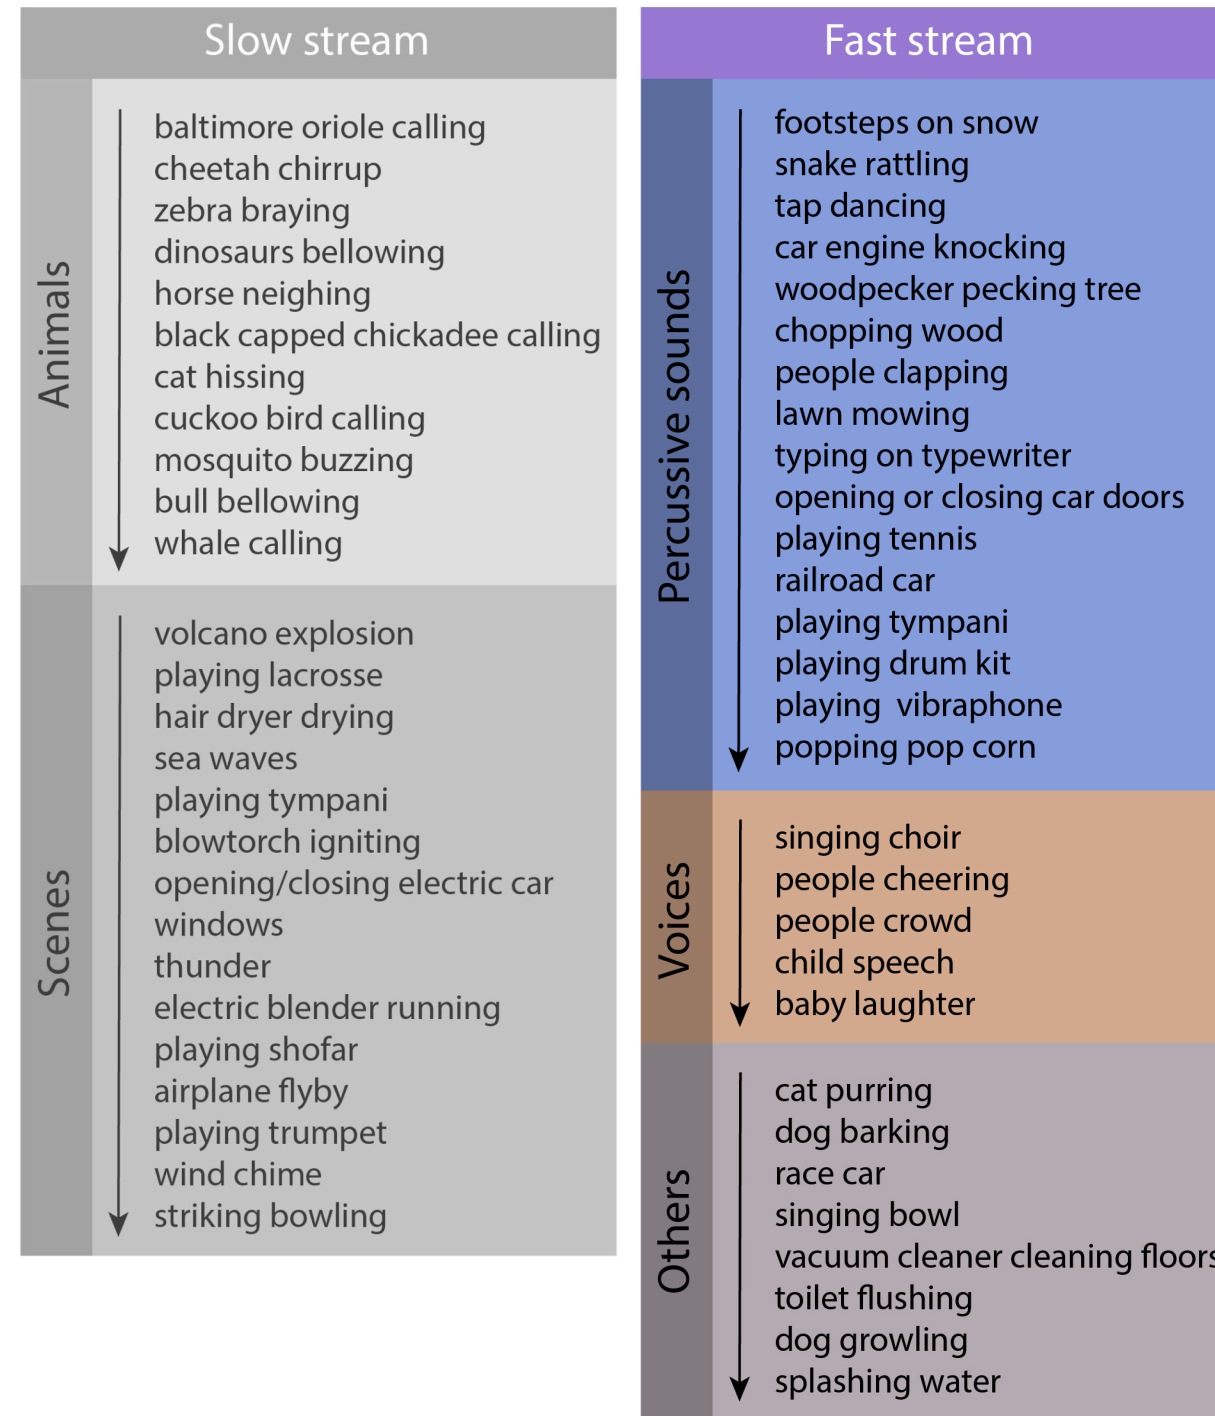 Slow stream
Animals
baltimore oriole calling
cheetah chirrup
zebra braying
dinosaurs bellowing
horse neighing
black capped chickadee calling
cat hissing
cuckoo bird calling
mosquito buzzing
bull bellowing
whale calling
Scenes
volcano explosion
playing lacrosse
hair dryer drying
sea waves
playing tympani
blowtorch igniting
opening/closing electric car
windows
thunder
electric blender running
playing shofar
airplane flyby
playing trumpet
wind chime
striking bowling
Fast stream
Percussive sounds
footsteps on snow
snake rattling
tap dancing
car engine knocking
woodpecker pecking tree
chopping wood
people clapping
lawn mowing
typing on typewriter
opening or closing car doors
playing tennis
railroad car
playing tympani
playing drum kit
playing  vibraphone
popping pop corn
Voices
singing choir
people cheering
people crowd
child speech
baby laughter
Others
cat purring
dog barking
race car
singing bowl
vacuum cleaner cleaning floors
toilet flushing
dog growling
splashing water